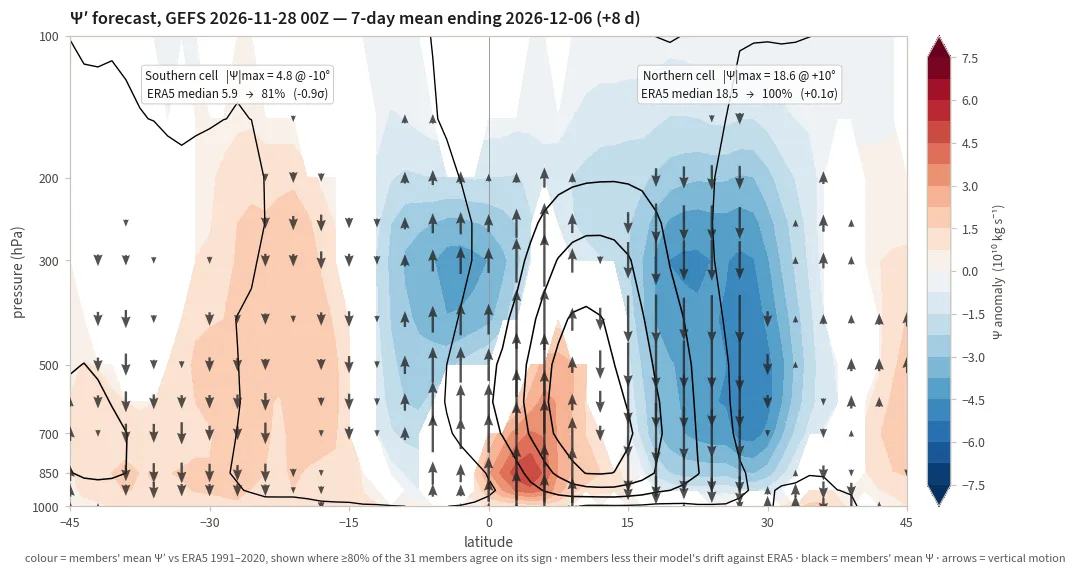 Ψ′ forecast, GEFS 2026-11-28 00Z — 7-day mean ending 2026-12-06 (+8 d)
100
200
300
500
700
850
1000
pressure (hPa)
Southern cell |Ψ|max = 4.8 @ -10°
ERA5 median 5.9 → 81% (-0.9σ)
Northern cell |Ψ|max = 18.6 @ +10°
ERA5 median 18.5 → 100% (+0.1σ)
−45
−30
−15
0
15
30
45
latitude
7.5
6.0
4.5
3.0
1.5
0.0
−1.5
−3.0
−4.5
−6.0
−7.5
Ψ anomaly (10¹⁰ kg s⁻¹)
colour = members' mean Ψ′ vs ERA5 1991–2020, shown where ≥80% of the 31 members agree on its sign · members less their model's drift against ERA5 · black = members' mean Ψ · arrows = vertical motion